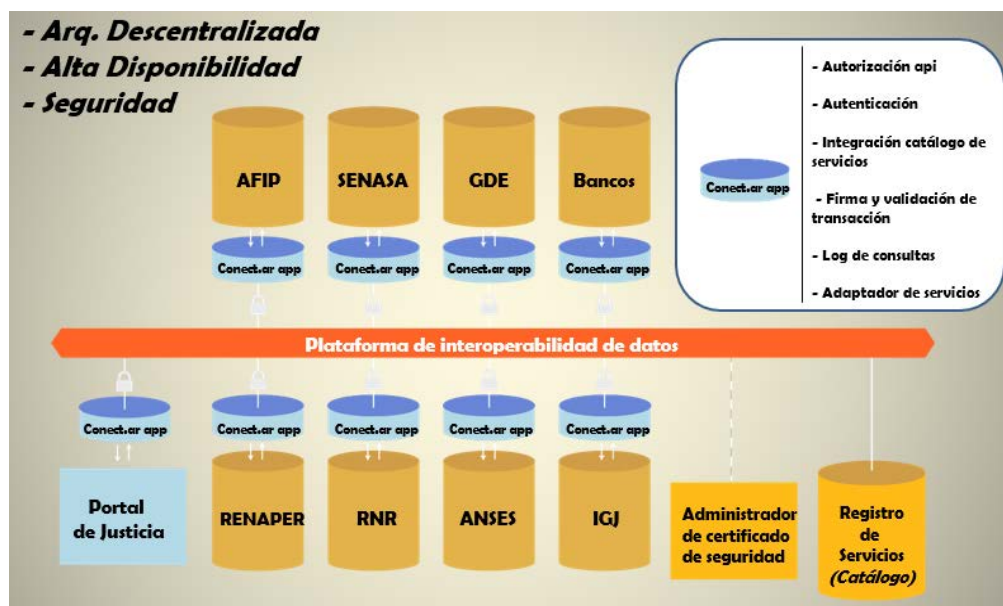 - Arq. Descentralizada
- Alta Disponibilidad
- Seguridad
AFIP
SENASA
GDE
Bancos
Conect.ar app
Conect.ar app
Conect.ar app
Conect.ar app
Conect.ar app
- Autorización api
- Autenticación
- Integración catálogo de
servicios
- Firma y validación de
transacción
- Log de consultas
- Adaptador de servicios
Plataforma de interoperabilidad de datos
Conect.ar app
Conect.ar app
Conect.ar app
Conect.ar app
Conect.ar app
Portal
de Justicia
RENAPER
RNR
ANSES
IGJ
Administrador
de certificado
de seguridad
Registro
de
Servicios
(Catálogo)